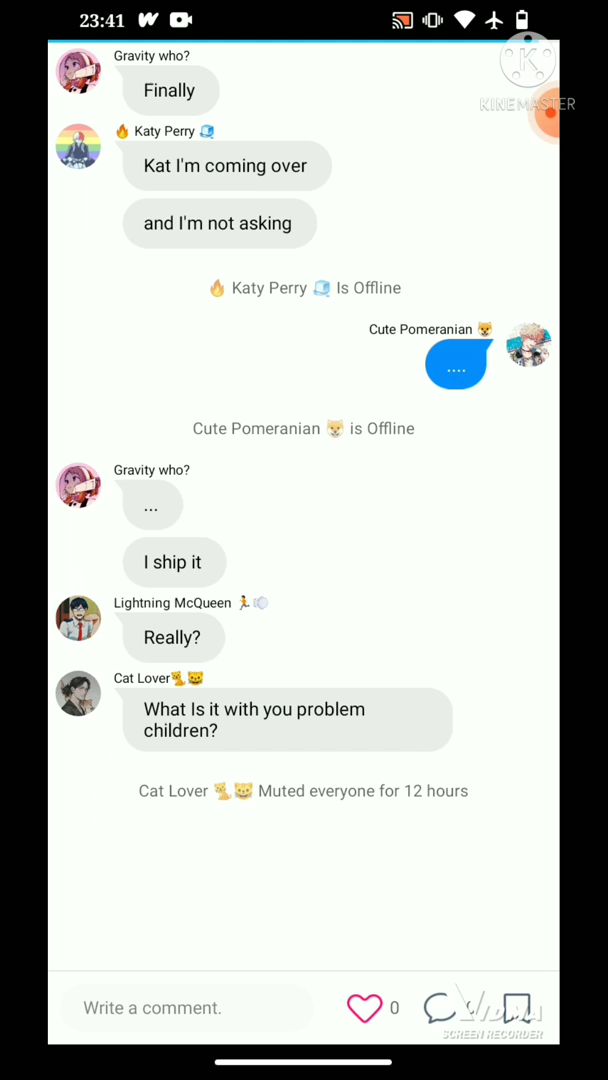 23:41
Gravity who?
Finally
KINEMASTER
🔥 Katy Perry 🧊
Kat I'm coming over
and I'm not asking
🔥 Katy Perry 🧊 Is Offline
Cute Pomeranian 🐶
....
Cute Pomeranian 🐶 is Offline
Gravity who?
...
I ship it
Lightning McQueen 🏃💨
Really?
Cat Lover🐈😺
What Is it with you problem
children?
Cat Lover 🐈😺 Muted everyone for 12 hours
Write a comment.
0
SCREEN RECORDER